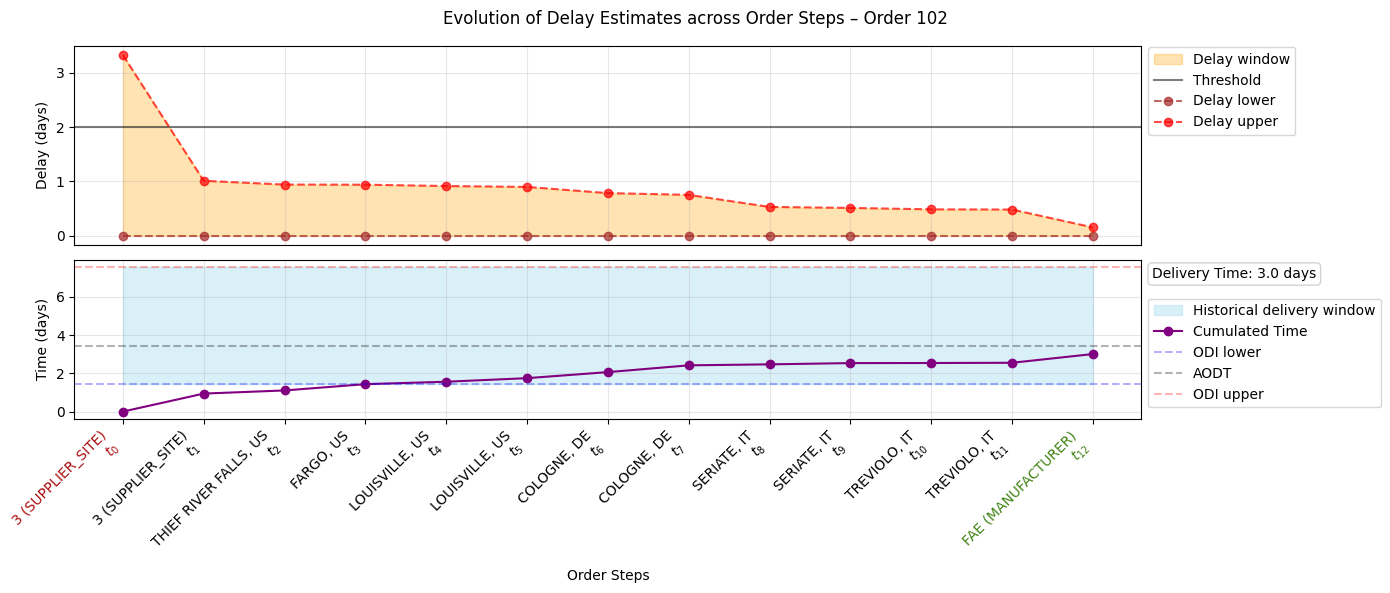 Evolution of Delay Estimates across Order Steps – Order 102
Delay (days)
3
2
1
0
Delay window
Threshold
Delay lower
Delay upper
Time (days)
6
4
2
0
Delivery Time: 3.0 days
Historical delivery window
Cumulated Time
ODI lower
AODT
ODI upper
3 (SUPPLIER_SITE)
t0
3 (SUPPLIER_SITE)
t1
THIEF RIVER FALLS, US
t2
FARGO, US
t3
LOUISVILLE, US
t4
LOUISVILLE, US
t5
COLOGNE, DE
t6
COLOGNE, DE
t7
SERIATE, IT
t8
SERIATE, IT
t9
TREVIOLO, IT
t10
TREVIOLO, IT
t11
FAE (MANUFACTURER)
t12
Order Steps